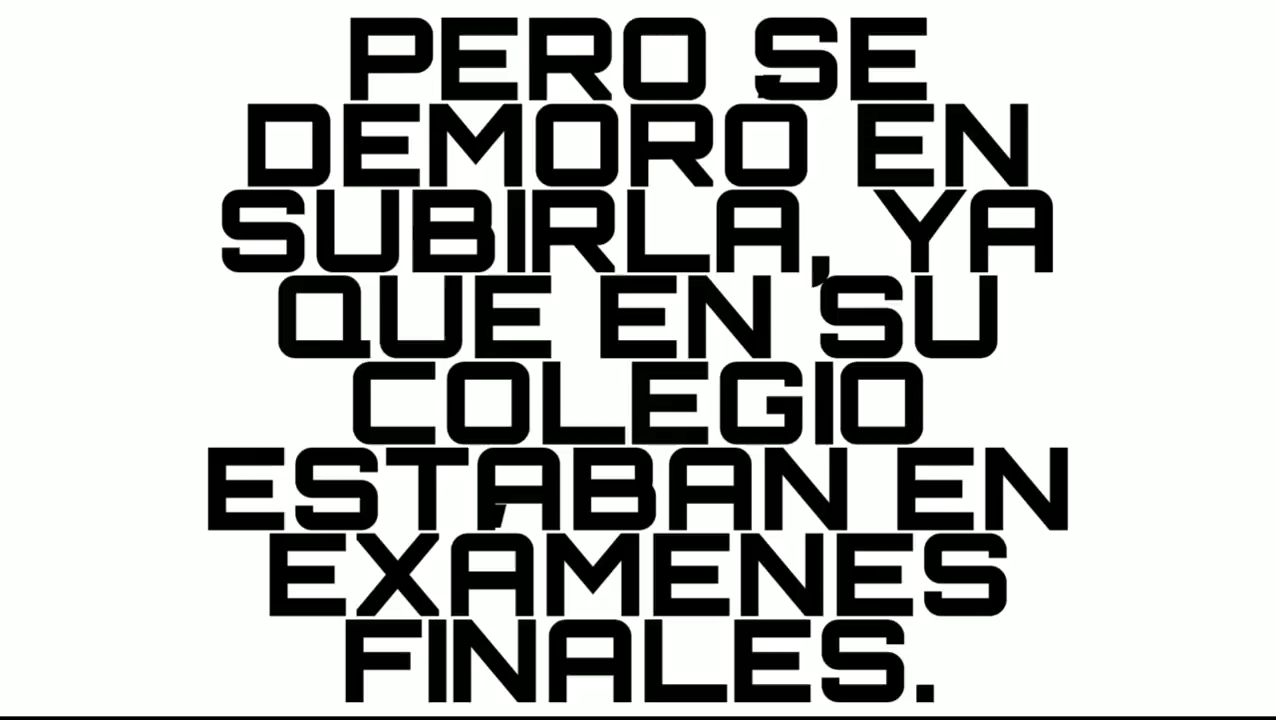 PERO SE
DEMORÓ EN
SUBIRLA, YA
QUE EN SU
COLEGIO
ESTABAN EN
EXÁMENES
FINALES.